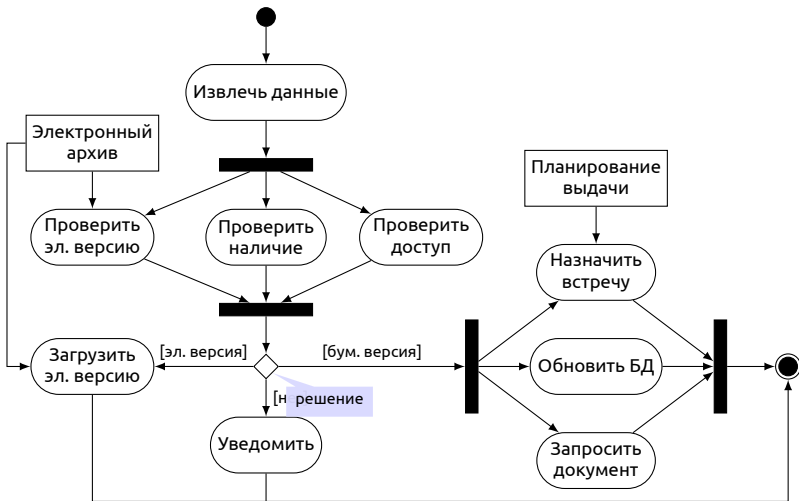 Извлечь данные
Электронный
архив
Планирование
выдачи
Проверить
эл. версию
Проверить
наличие
Проверить
доступ
Назначить
встречу
[эл. версия]
[бум. версия]
Загрузить
эл. версию
Обновить БД
решение
Уведомить
Запросить
документ